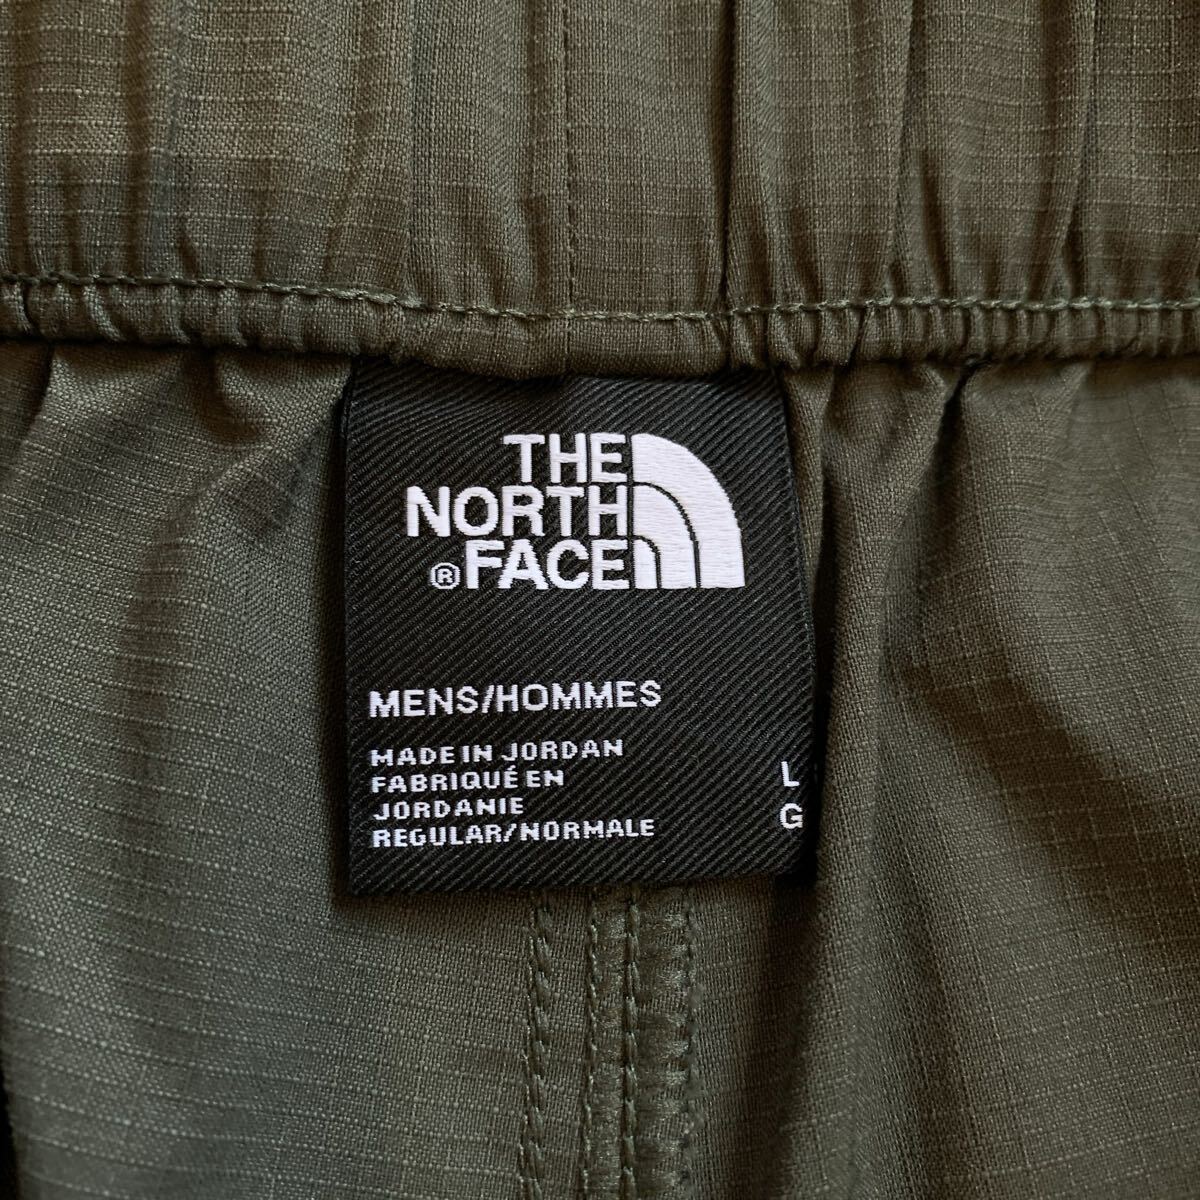 THE
NORTH
® FACE
MENS/HOMMES
MADE IN JORDAN
FABRIQUÉ EN
JORDANIE
REGULAR/NORMALE
L
G